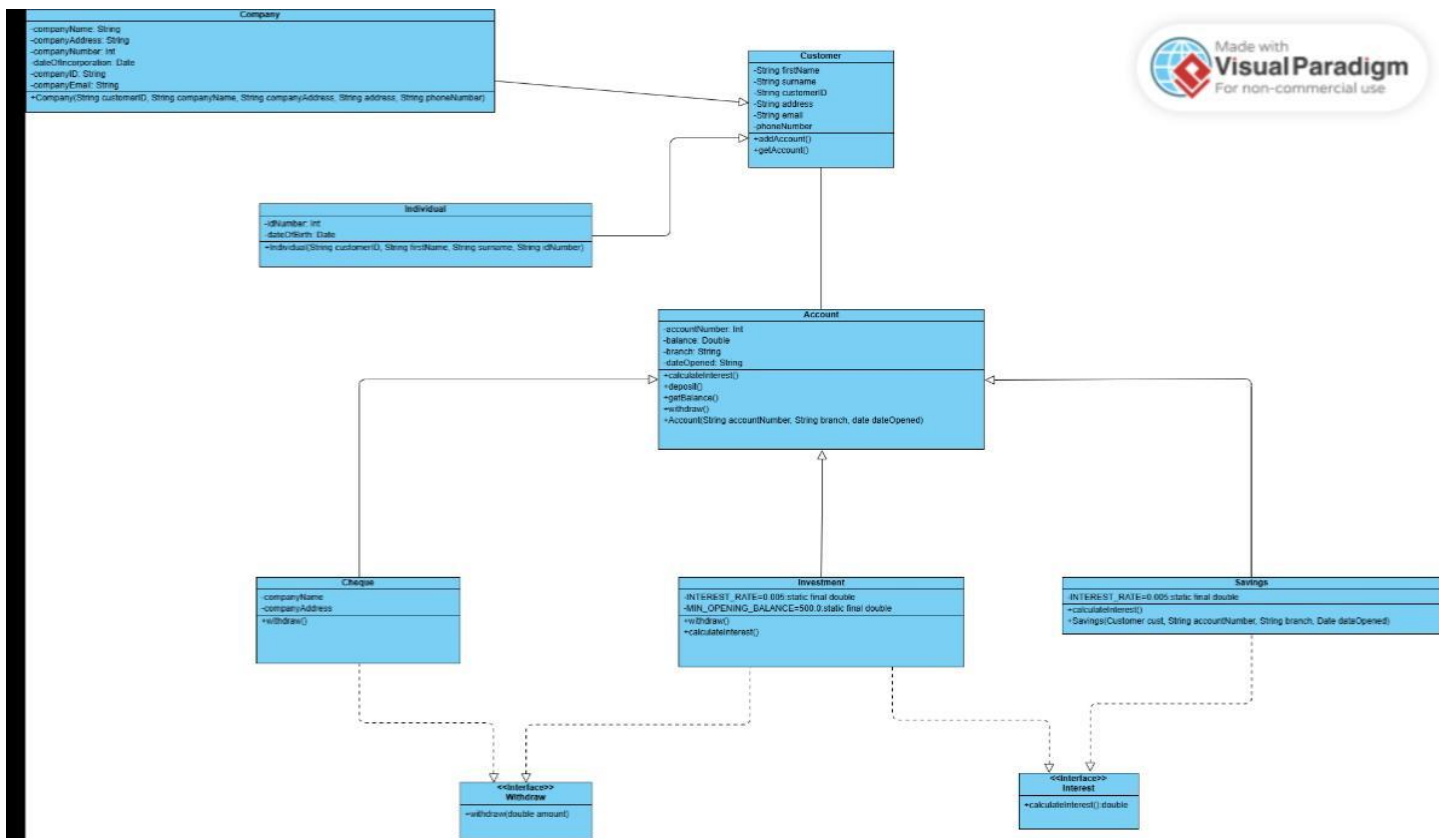 Company
-companyName: String
-companyAddress: String
-companyNumber: Int
-dateOfIncorporation: Date
-companyID: String
-companyEmail: String
+Company(String customerID, String companyName, String companyAddress, String address, String phoneNumber)
Customer
-String firstName
-String surname
-String customerID
-String address
-String email
-phoneNumber
+addAccount()
+getAccount()
Made with
Visual Paradigm
For non-commercial use
Individual
-idNumber: Int
-dateOfBirth: Date
+Individual(String customerID, String firstName, String surname, String idNumber)
Account
-accountNumber: Int
-balance: Double
-branch: String
-dateOpened: String
+calculateInterest()
+deposit()
+getBalance()
+withdraw()
+Account(String accountNumber, String branch, date dateOpened)
Cheque
-companyName
-companyAddress
+withdraw()
Investment
-INTEREST_RATE=0.005:static final double
-MIN_OPENING_BALANCE=500.0:static final double
+withdraw()
+calculateInterest()
Savings
-INTEREST_RATE=0.005:static final double
+calculateInterest()
+Savings(Customer cust, String accountNumber, String branch, Date dataOpened)
<<Interface>>
Withdraw
+withdraw(double amount)
<<Interface>>
Interest
+calculateInterest():double